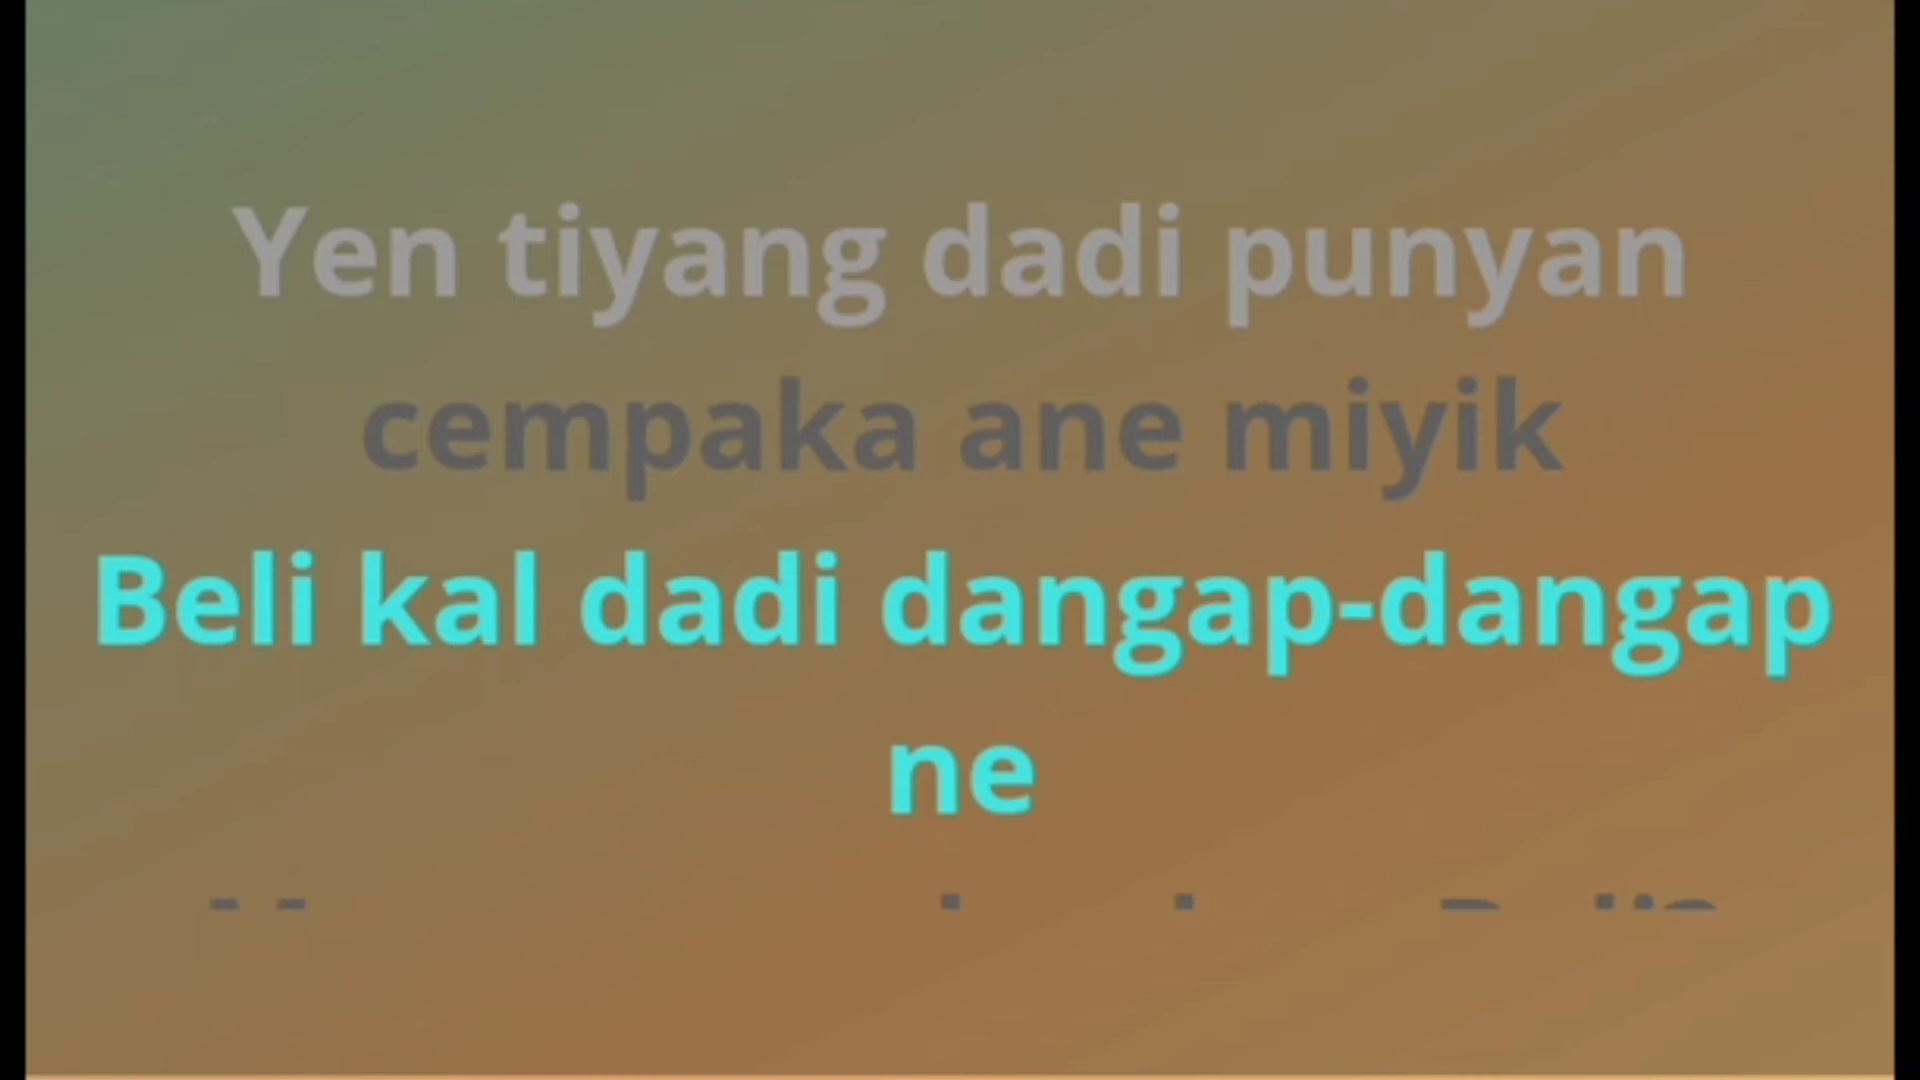 Yen tiyang dadi punyan
cempaka ane miyik
Beli kal dadi dangap-dangap
ne